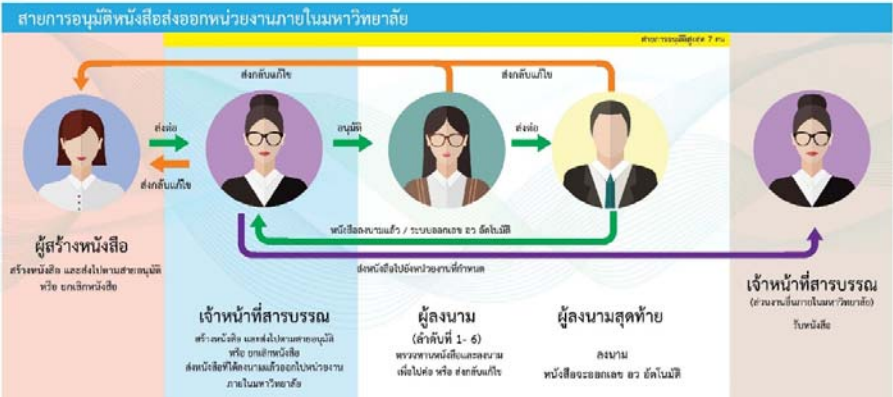 สายการอนุมัติหนังสือส่งออกหน่วยงานภายในมหาวิทยาลัย
สายการอนุมัติสูงสุด 7 คน
ส่งกลับแก้ไข
ส่งกลับแก้ไข
ส่งต่อ
อนุมัติ
ส่งต่อ
ส่งกลับแก้ไข
หนังสือลงนามแล้ว / ระบบออกเลข อว อัตโนมัติ
ส่งหนังสือไปยังหน่วยงานที่กำหนด
ผู้สร้างหนังสือ
สร้างหนังสือ และส่งไปตามสายอนุมัติ
หรือ ยกเลิกหนังสือ
เจ้าหน้าที่สารบรรณ
สร้างหนังสือ และส่งไปตามสายอนุมัติ
หรือ ยกเลิกหนังสือ
ส่งหนังสือที่ได้ลงนามแล้วออกไปหน่วยงาน
ภายในมหาวิทยาลัย
ผู้ลงนาม
(ลำดับที่ 1- 6)
ตรวจทานหนังสือและลงนาม
เพื่อไปต่อ หรือ ส่งกลับแก้ไข
ผู้ลงนามสุดท้าย
ลงนาม
หนังสือจะออกเลข อว อัตโนมัติ
เจ้าหน้าที่สารบรรณ
(ส่วนงานอื่นภายในมหาวิทยาลัย)
รับหนังสือ